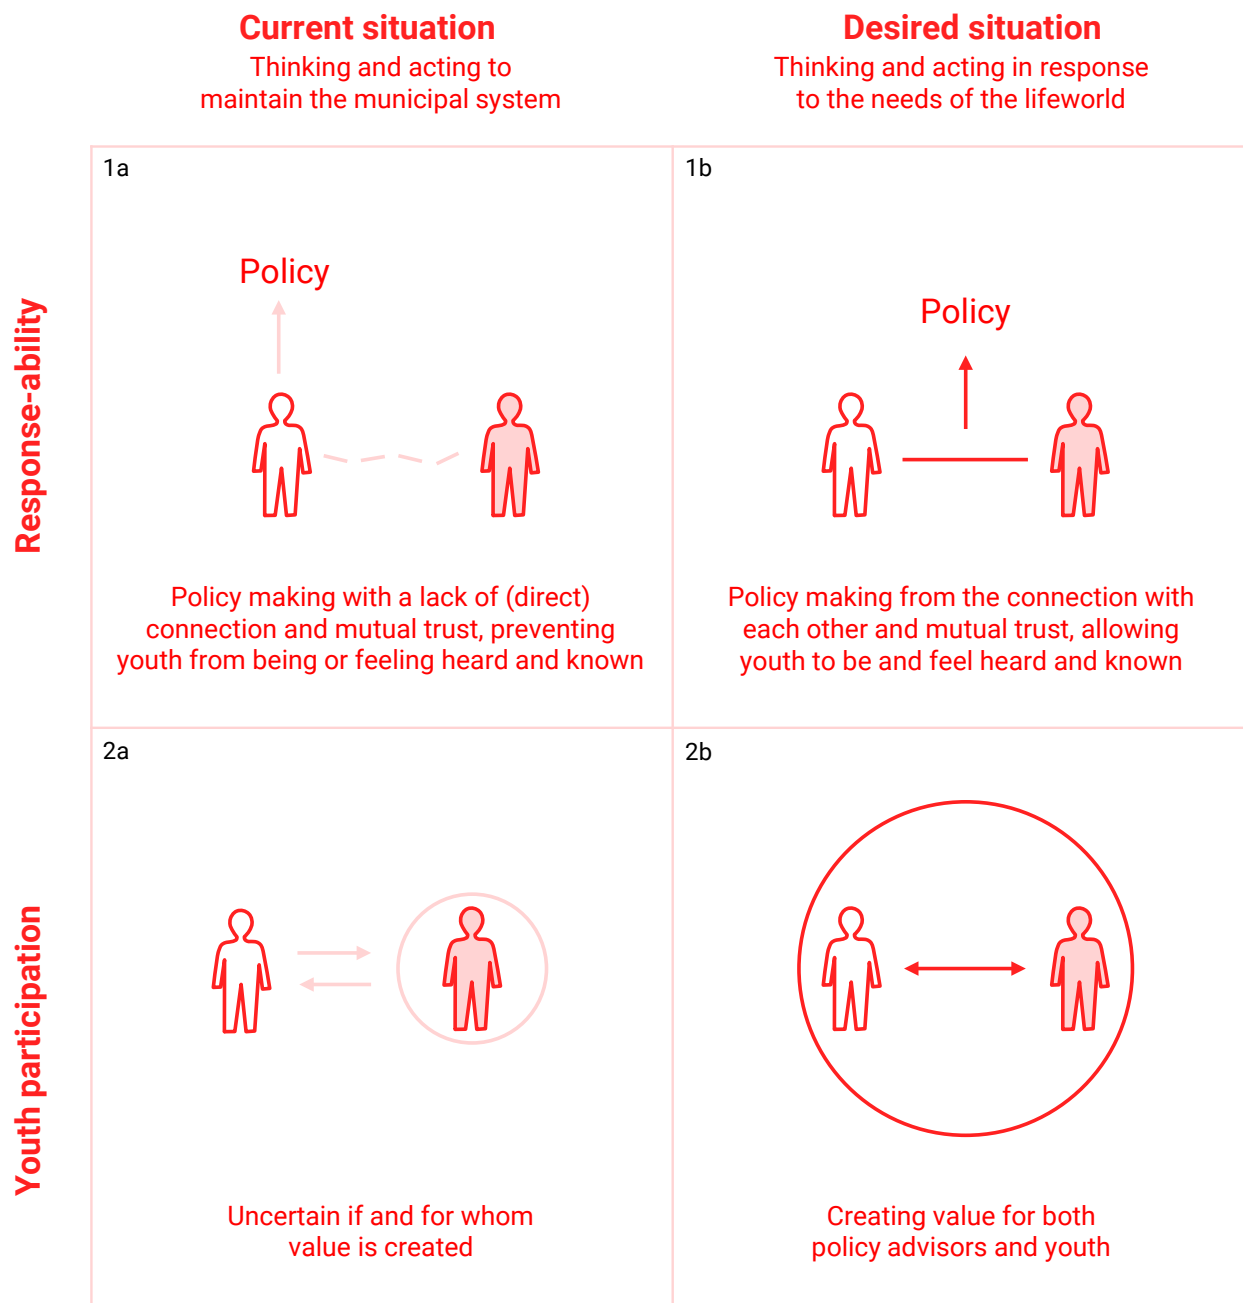 Current situation
Thinking and acting to
maintain the municipal system
Desired situation
Thinking and acting in response
to the needs of the lifeworld
Response-ability
1a
Policy
Policy making with a lack of (direct)
connection and mutual trust, preventing
youth from being or feeling heard and known
1b
Policy
Policy making from the connection with
each other and mutual trust, allowing
youth to be and feel heard and known
Youth participation
2a
Uncertain if and for whom
value is created
2b
Creating value for both
policy advisors and youth